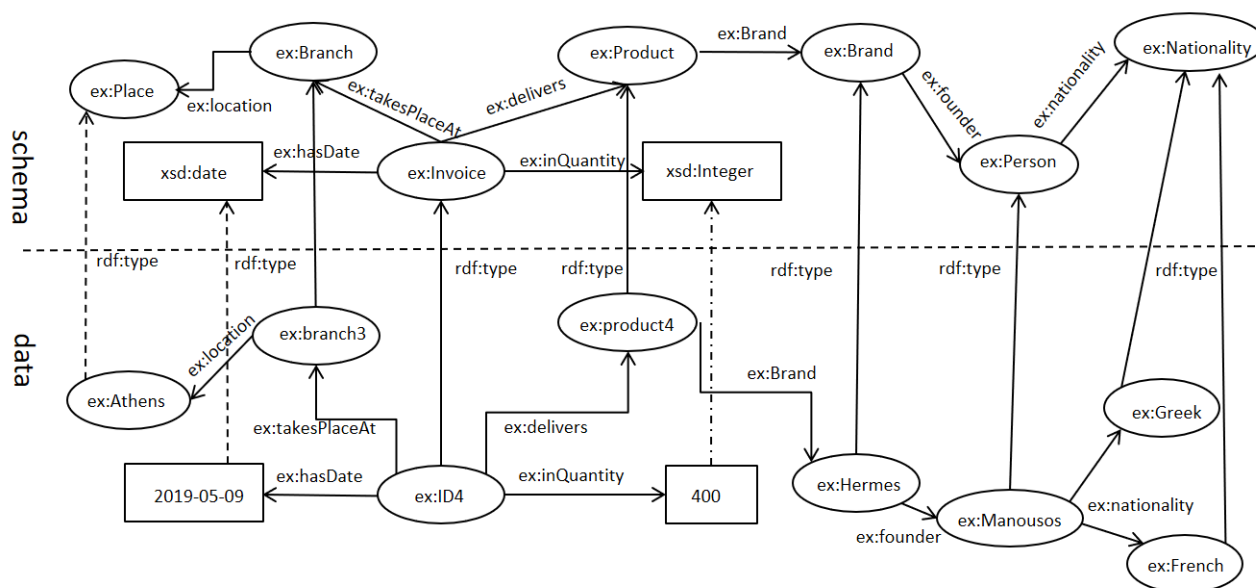 ex:Branch
ex:Product
ex:Brand
ex:Brand
ex:Nationality
ex:Place
ex:location
ex:takesPlaceAt
ex:delivers
ex:founder
ex:nationality
schema
xsd:date
ex:hasDate
ex:Invoice
ex:inQuantity
xsd:Integer
ex:Person
rdf:type
rdf:type
rdf:type
rdf:type
rdf:type
rdf:type
rdf:type
data
ex:location
ex:branch3
ex:product4
ex:Brand
ex:Athens
ex:takesPlaceAt
ex:delivers
ex:Greek
2019-05-09
ex:hasDate
ex:ID4
ex:inQuantity
400
ex:Hermes
ex:founder
ex:Manousos
ex:nationality
ex:French